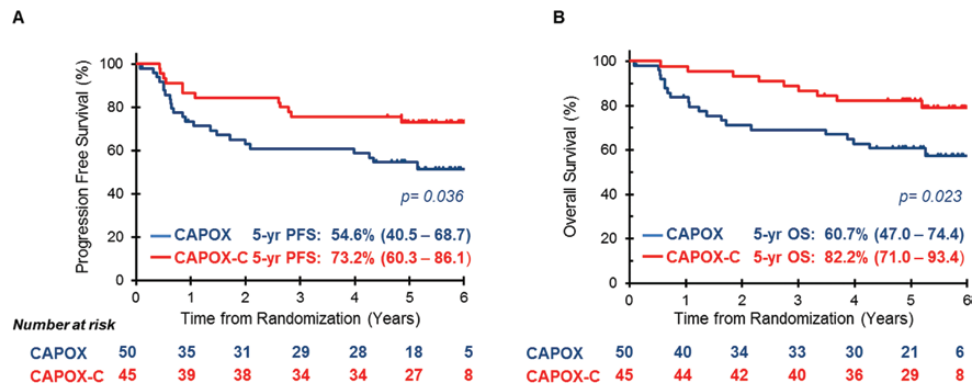 A
Progression Free Survival (%)
100
80
60
40
20
0
p= 0.036
CAPOX 5-yr PFS: 54.6% (40.5 – 68.7)
CAPOX-C 5-yr PFS: 73.2% (60.3 – 86.1)
0 1 2 3 4 5 6
Time from Randomization (Years)
Number at risk
CAPOX 50 35 31 29 28 18 5
CAPOX-C 45 39 38 34 34 27 8
B
Overall Survival (%)
100
80
60
40
20
0
p= 0.023
CAPOX 5-yr OS: 60.7% (47.0 – 74.4)
CAPOX-C 5-yr OS: 82.2% (71.0 – 93.4)
0 1 2 3 4 5 6
Time from Randomization (Years)
CAPOX 50 40 34 33 30 21 6
CAPOX-C 45 44 42 40 36 29 8